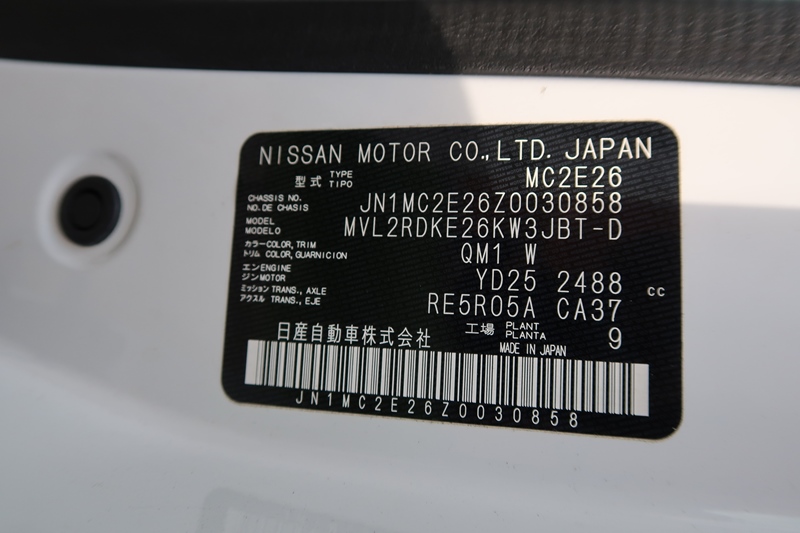 NISSAN MOTOR CO.,LTD. JAPAN
型式 TYPE TIPO MC2E26
CHASSIS NO. NO.DE CHASIS JN1MC2E26Z0030858
MODEL MODELO MVL2RDKE26KW3JBT-D
カラー COLOR, TRIM トリム COLOR, GUARNICION QM1 W
エンジン ENGINE MOTOR YD25 2488 cc
ミッション TRANS., AXLE アクスル TRANS., EJE RE5R05A CA37
日産自動車株式会社 工場 PLANT PLANTA 9
MADE IN JAPAN
JN1MC2E26Z0030858